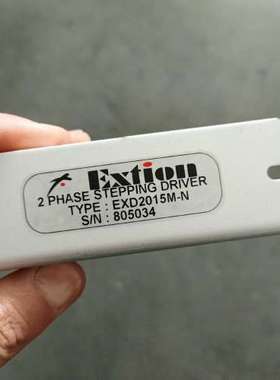 Extion
2 PHASE STEPPING DRIVER
TYPE : EXD2015M-N
S/N : 805034